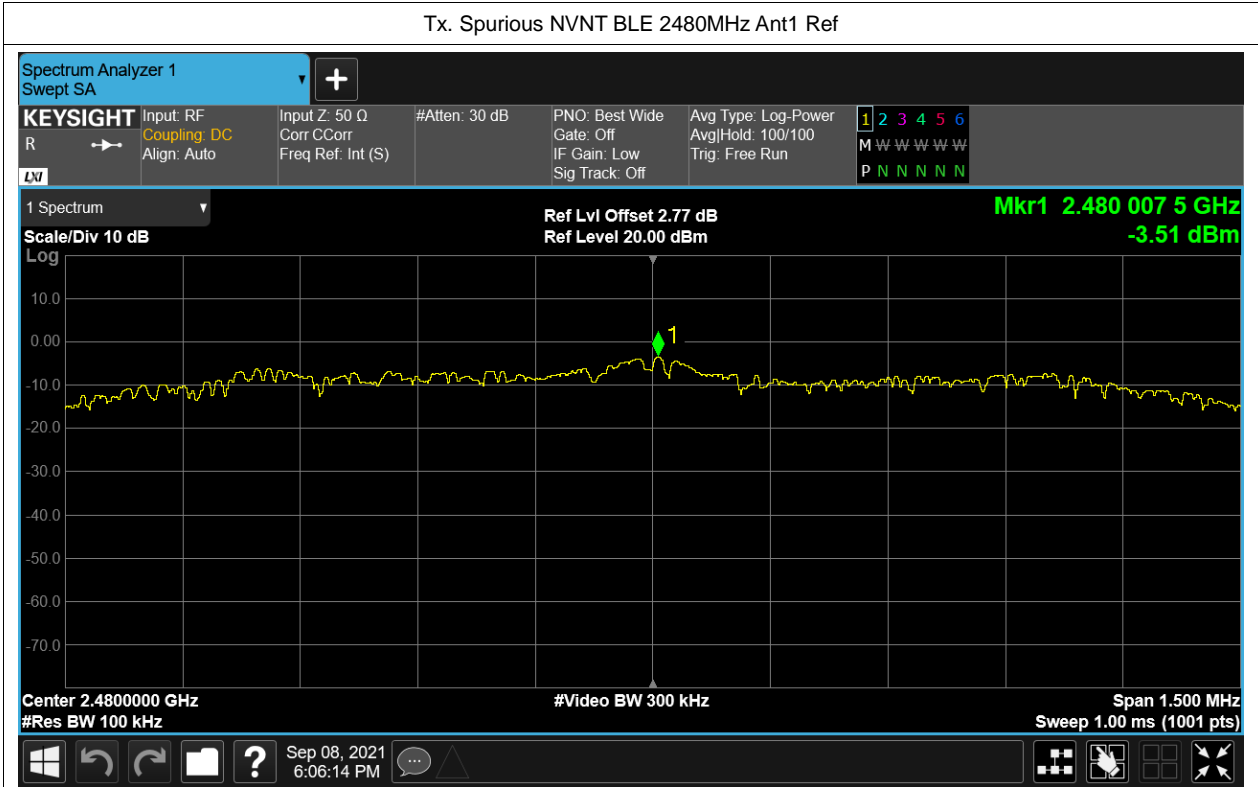 Tx. Spurious NVNT BLE 2480MHz Ant1 Ref
Spectrum Analyzer 1
Swept SA
KEYSIGHT
R
LXI
Input: RF
Coupling: DC
Align: Auto
Input Z: 50 Ω
Corr CCorr
Freq Ref: Int (S)
#Atten: 30 dB
PNO: Best Wide
Gate: Off
IF Gain: Low
Sig Track: Off
Avg Type: Log-Power
Avg|Hold: 100/100
Trig: Free Run
1 2 3 4 5 6
M W W W W W
P N N N N N
1 Spectrum
Scale/Div 10 dB
Log
Ref Lvl Offset 2.77 dB
Ref Level 20.00 dBm
Mkr1 2.480 007 5 GHz
-3.51 dBm
10.0
0.00
-10.0
-20.0
-30.0
-40.0
-50.0
-60.0
-70.0
1
Center 2.4800000 GHz
#Res BW 100 kHz
#Video BW 300 kHz
Span 1.500 MHz
Sweep 1.00 ms (1001 pts)
?
Sep 08, 2021
6:06:14 PM